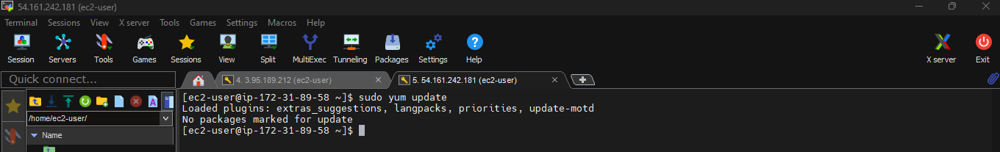 54.161.242.181 (ec2-user)
Terminal Sessions View X server Tools Games Settings Macros Help
Session Servers Tools Games Sessions View Split MultiExec Tunneling Packages Settings Help X server Exit
Quick connect...
4. 3.95.189.212 (ec2-user)
5. 54.161.242.181 (ec2-user)
/home/ec2-user/
Name
[ec2-user@ip-172-31-89-58 ~]$ sudo yum update
Loaded plugins: extras_suggestions, langpacks, priorities, update-motd
No packages marked for update
[ec2-user@ip-172-31-89-58 ~]$